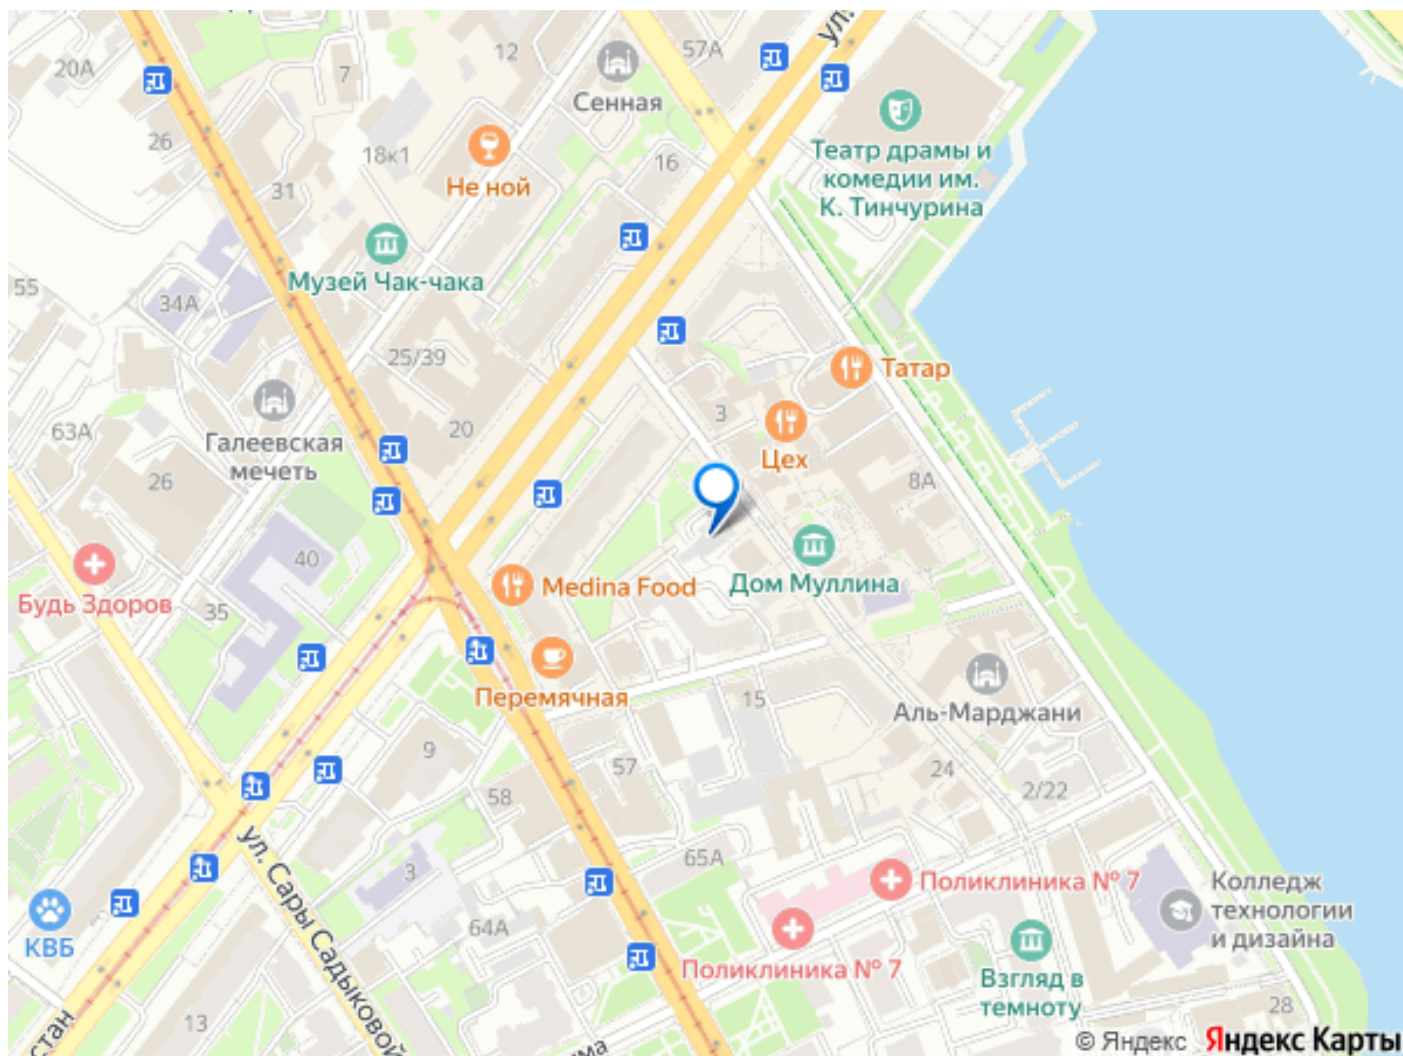 57А
ул.
12
20А
7
Сенная
26
18к1
16
Театр драмы и
комедии им.
К. Тинчурина
Не ной
31
Музей Чак-чака
55
34А
25/39
Татар
3
63А
20
Галеевская
мечеть
Цех
26
8А
40
Дом Муллина
Medina Food
Будь Здоров
35
Перемячная
15
Аль-Марджани
9
57
24
2/22
58
ул. Сары Садыковой
3
65А
Поликлиника № 7
Колледж
технологии
и дизайна
КВБ
64А
Поликлиника № 7
Взгляд в
темноту
13
28
стан
ма
© Яндекс Яндекс Карты